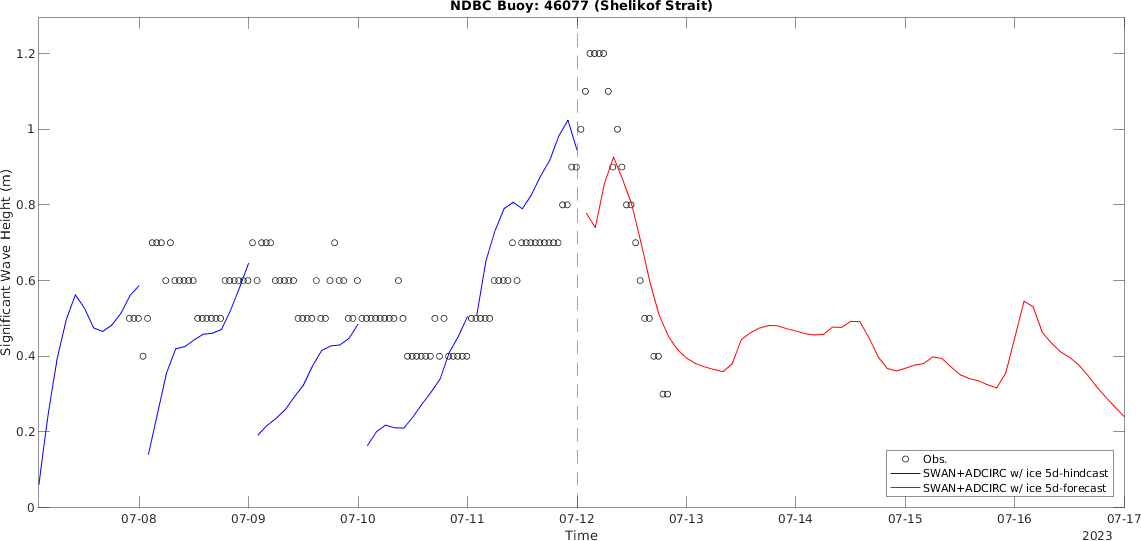 NDBC Buoy: 46077 (Shelikof Strait)
Significant Wave Height (m)
1.2
1
0.8
0.6
0.4
0.2
0
07-08 07-09 07-10 07-11 07-12 07-13 07-14 07-15 07-16 07-17
Time
2023
Obs.
SWAN+ADCIRC w/ ice 5d-hindcast
SWAN+ADCIRC w/ ice 5d-forecast